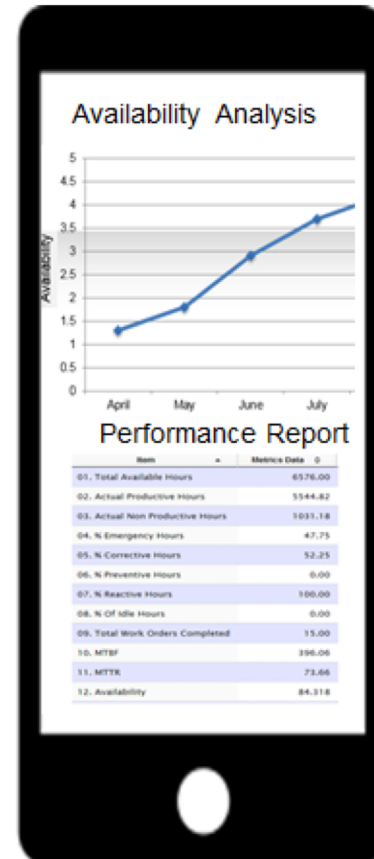 Availability Analysis
5
4.5
4
3.5
3
2.5
2
1.5
1
0.5
0
Availability
April May June July
Performance Report
Item Metrics Data
01. Total Available Hours 6576.00
02. Actual Productive Hours 5544.82
03. Actual Non Productive Hours 1031.18
04. % Emergency Hours 47.75
05. % Corrective Hours 52.25
06. % Preventive Hours 0.00
07. % Reactive Hours 100.00
08. % Of Idle Hours 0.00
09. Total Work Orders Completed 15.00
10. MTBF 396.06
11. MTTR 73.66
12. Availability 84.318